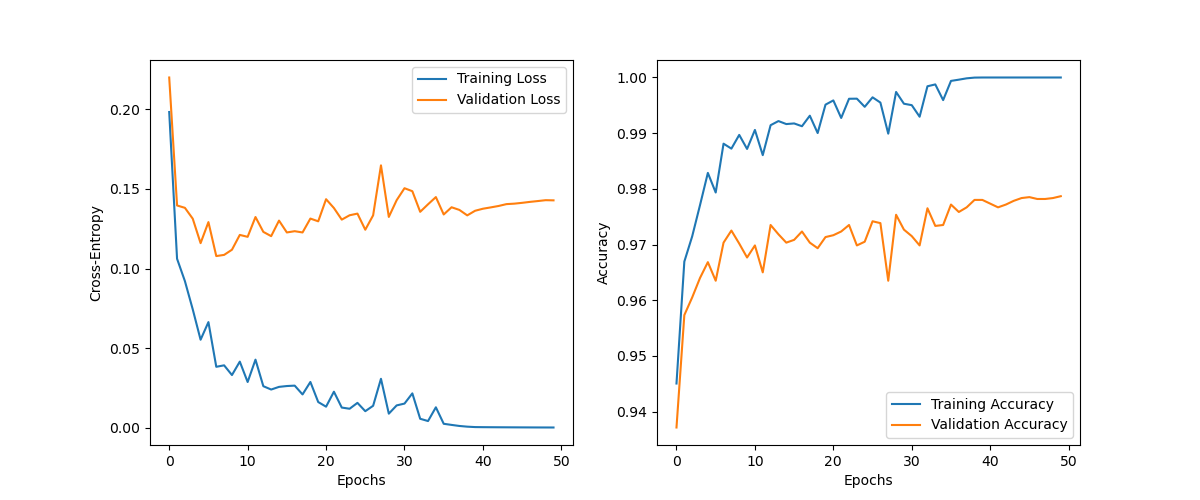 Training Loss
Validation Loss
0.20
0.15
0.10
0.05
0.00
Cross-Entropy
0 10 20 30 40 50
Epochs
1.00
0.99
0.98
0.97
0.96
0.95
0.94
Accuracy
Training Accuracy
Validation Accuracy
0 10 20 30 40 50
Epochs